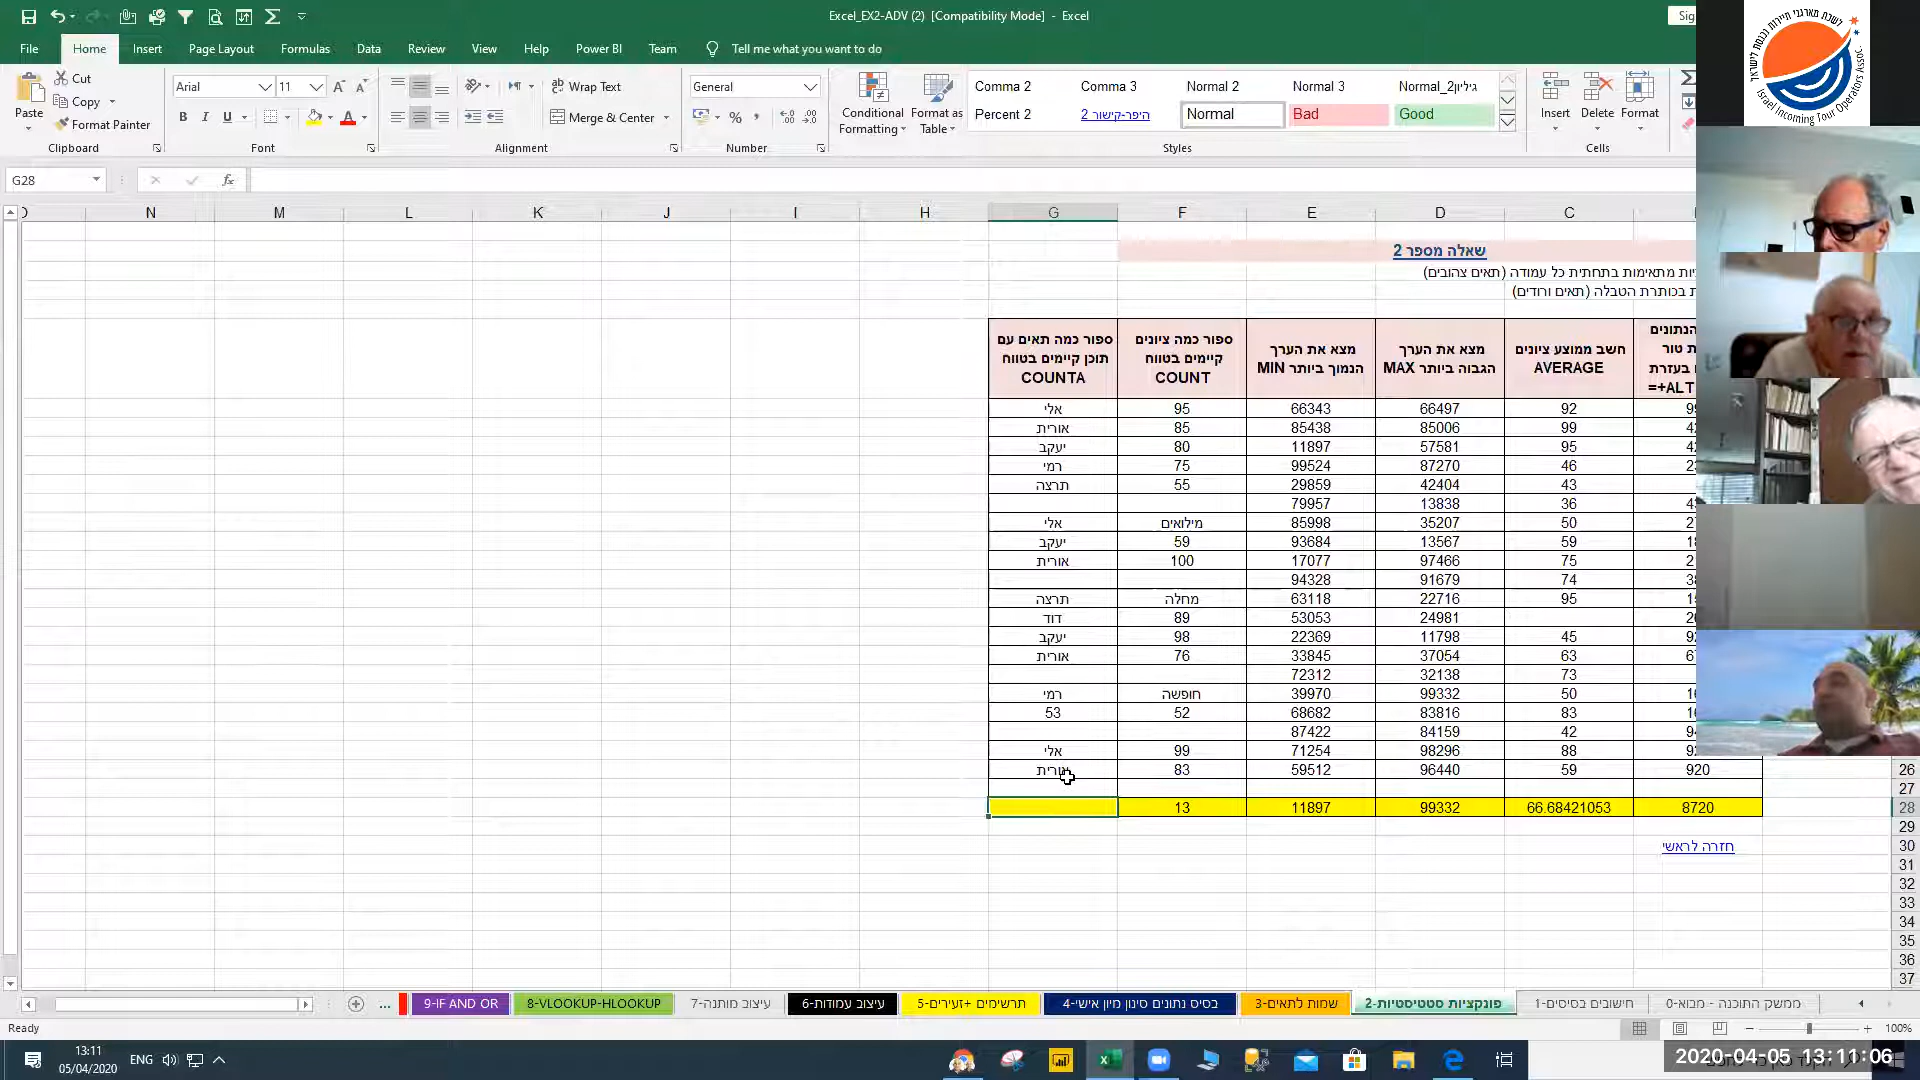 Excel_EX2-ADV (2) [Compatibility Mode] - Excel
File Home Insert Page Layout Formulas Data Review View Help Power BI Team Tell me what you want to do
Cut
Copy
Format Painter
Paste
Clipboard
Arial 11
B I U
Font
Wrap Text
Merge & Center
Alignment
General
Number
Conditional Formatting
Format as Table
Comma 2 Comma 3 Normal 2 Normal 3 Normal_גיליון2
Percent 2 היפר-קישור 2 Normal Bad Good
Styles
Insert Delete Format
Cells
לשכת מארגני תיירות נכנסת לישראל
Israel Incoming Tour Operators Assoc.
G28
N M L K J I H G F E D C
שאלה מספר 2
מתאימות בתחתית כל עמודה (תאים צהובים)
בכותרת הטבלה (תאים ורודים)
הנתונים
טור
בעזרת
=+ALT
חשב ממוצע ציונים AVERAGE
מצא את הערך הגבוה ביותר MAX
מצא את הערך הנמוך ביותר MIN
ספור כמה ציונים קיימים בטווח COUNT
ספור כמה תאים עם תוכן קיימים בטווח COUNTA
אלי 95 66343 66497 92
אורית 85 85438 85006 99
יעקב 80 11897 57581 95
רמי 75 99524 87270 46
תרצה 55 29859 42404 43
79957 13838 36
אלי מילואים 85998 35207 50
יעקב 59 93684 13567 59
אורית 100 17077 97466 75
94328 91679 74
תרצה מחלה 63118 22716 95
דוד 89 53053 24981
יעקב 98 22369 11798 45
אורית 76 33845 37054 63
72312 32138 73
רמי חופשה 39970 99332 50
53 52 68682 83816 83
87422 84159 42
אלי 99 71254 98296 88
אורית 83 59512 96440 59 920 26
27
13 11897 99332 66.68421053 8720 28
29
חזרה לראשי 30
31
32
33
34
35
36
37
... 9-IF AND OR 8-VLOOKUP-HLOOKUP 7-עיצוב מותנה 6-עיצוב עמודות 5-תרשימים +זעירים 4-בסיס נתונים סינון מיון אישי 3-שמות לתאים 2-פונקציות סטטיסטיות 1-חישובים בסיסים 0-ממשק התוכנה - מבוא
Ready
100%
13:11
05/04/2020
ENG
2020-04-05 13:11:06